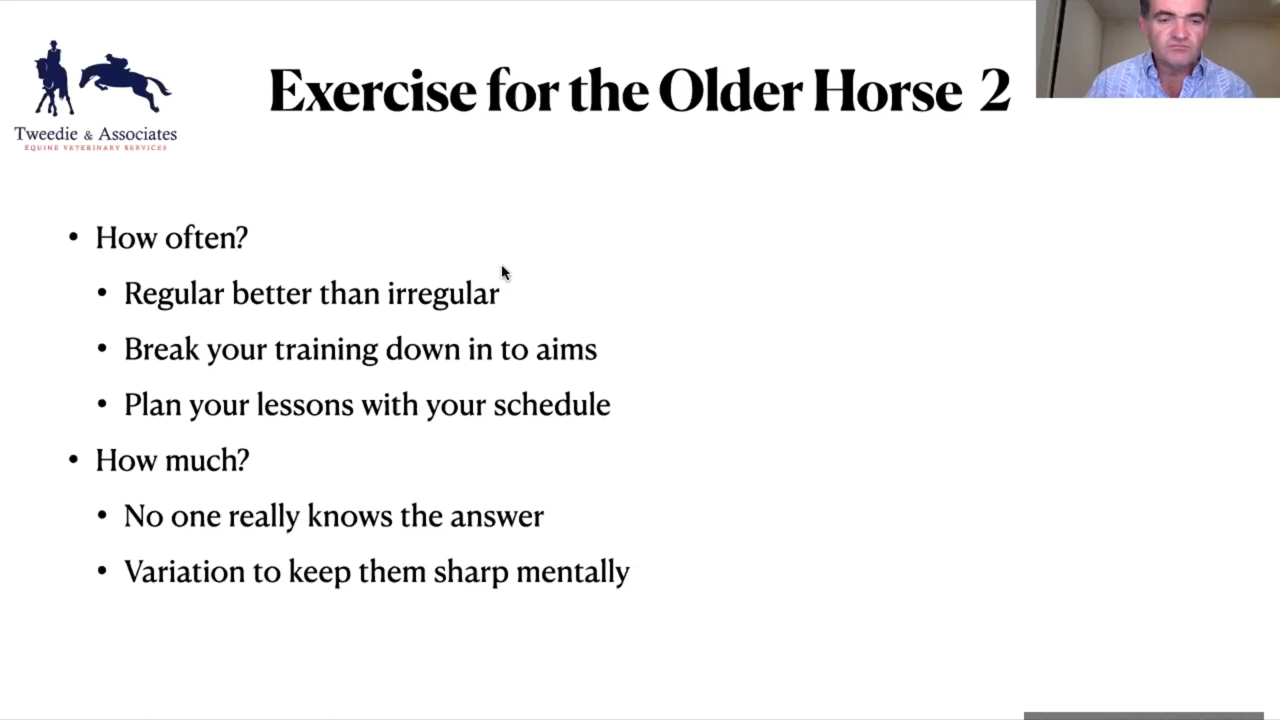 Exercise for the Older Horse 2
Tweedie & Associates
EQUINE VETERINARY SERVICES
• How often?
• Regular better than irregular
• Break your training down in to aims
• Plan your lessons with your schedule
• How much?
• No one really knows the answer
• Variation to keep them sharp mentally